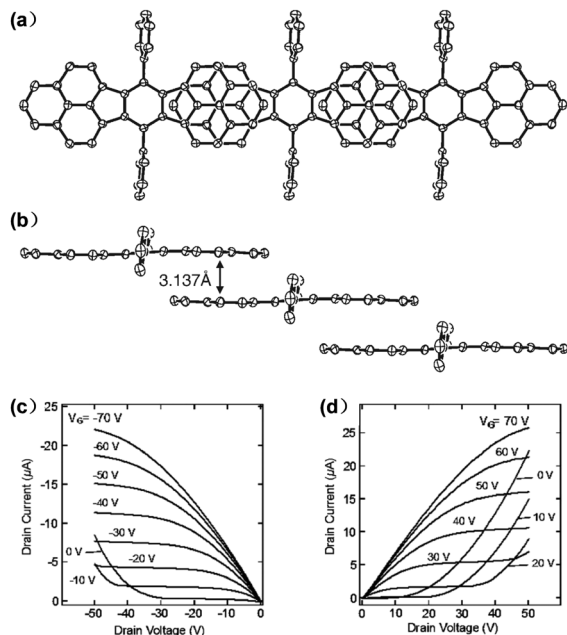 (a)
(b)
3.137Å
(c)
(d)
V_G= -70 V
-60 V
-50 V
-40 V
-30 V
0 V
-20 V
-10 V
-25
-20
-15
-10
-5
0
Drain Current (μA)
-50 -40 -30 -20 -10 0
Drain Voltage (V)
V_G= 70 V
60 V
0 V
50 V
10 V
40 V
30 V
20 V
25
20
15
10
5
0
Drain Current (μA)
0 10 20 30 40 50
Drain Voltage (V)